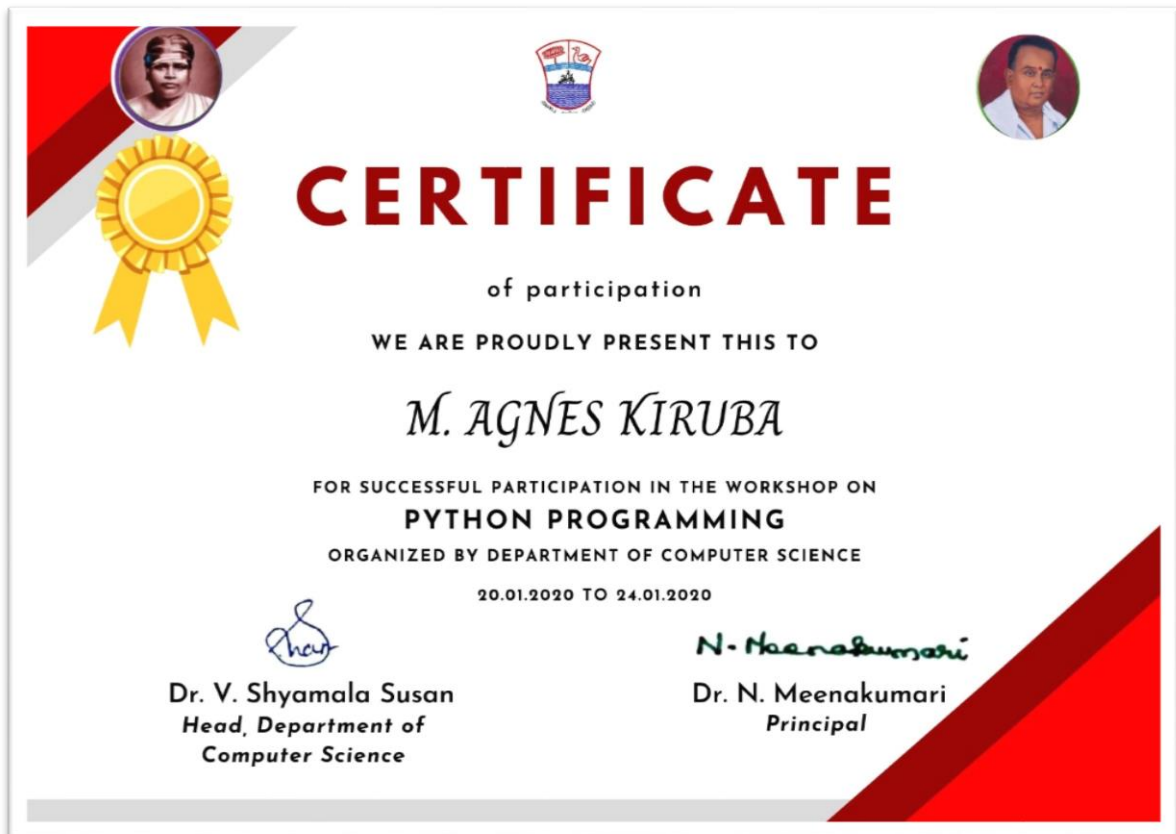 CERTIFICATE
of participation
WE ARE PROUDLY PRESENT THIS TO
M. AGNES KIRUBA
FOR SUCCESSFUL PARTICIPATION IN THE WORKSHOP ON
PYTHON PROGRAMMING
ORGANIZED BY DEPARTMENT OF COMPUTER SCIENCE
20.01.2020 TO 24.01.2020
N. Meenakumari
Dr. V. Shyamala Susan
Head, Department of
Computer Science
Dr. N. Meenakumari
Principal